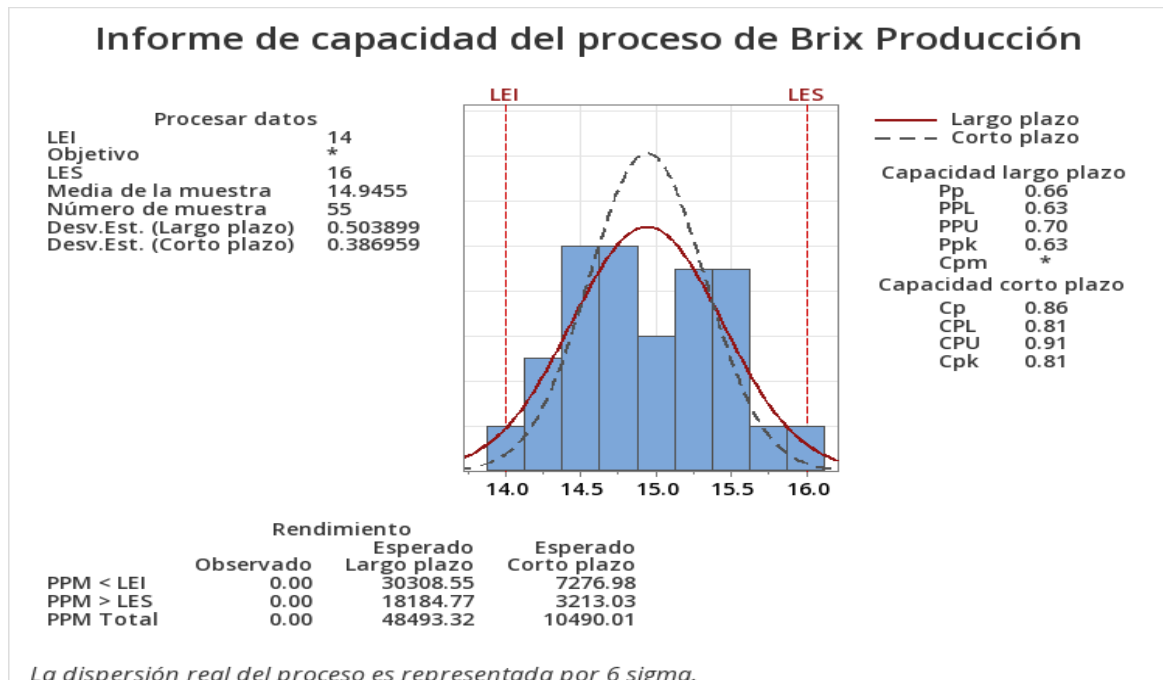 Informe de capacidad del proceso de Brix Producción
LEI LES
Procesar datos
LEI 14
Objetivo *
LES 16
Media de la muestra 14.9455
Número de muestra 55
Desv.Est. (Largo plazo) 0.503899
Desv.Est. (Corto plazo) 0.386959
Largo plazo
Corto plazo
Capacidad largo plazo
Pp 0.66
PPL 0.63
PPU 0.70
Ppk 0.63
Cpm *
Capacidad corto plazo
Cp 0.86
CPL 0.81
CPU 0.91
Cpk 0.81
14.0 14.5 15.0 15.5 16.0
Rendimiento
Esperado Esperado
Observado Largo plazo Corto plazo
PPM < LEI 0.00 30308.55 7276.98
PPM > LES 0.00 18184.77 3213.03
PPM Total 0.00 48493.32 10490.01
La dispersión real del proceso es representada por 6 sigma.